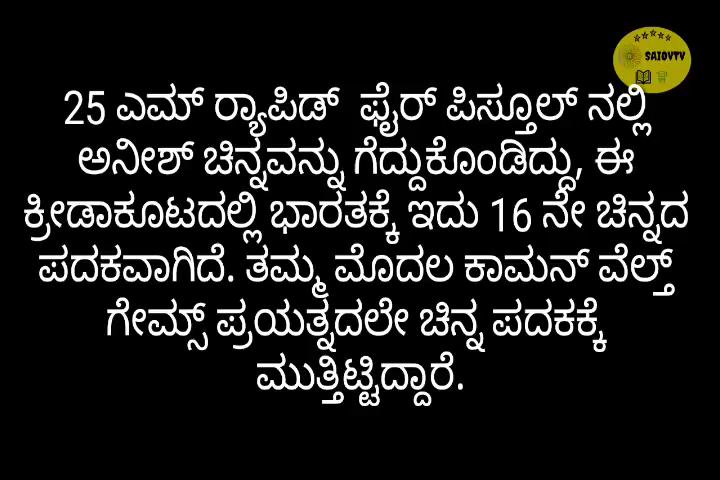 SAIOVTV
25 ಎಮ್ ರ‍್ಯಾಪಿಡ್ ಫೈರ್ ಪಿಸ್ತೂಲ್ ನಲ್ಲಿ
ಅನೀಶ್ ಚಿನ್ನವನ್ನು ಗೆದ್ದುಕೊಂಡಿದ್ದು, ಈ
ಕ್ರೀಡಾಕೂಟದಲ್ಲಿ ಭಾರತಕ್ಕೆ ಇದು 16 ನೇ ಚಿನ್ನದ
ಪದಕವಾಗಿದೆ. ತಮ್ಮ ಮೊದಲ ಕಾಮನ್ ವೆಲ್ತ್
ಗೇಮ್ಸ್ ಪ್ರಯತ್ನದಲೇ ಚಿನ್ನ ಪದಕಕ್ಕೆ
ಮುತ್ತಿಟ್ಟಿದ್ದಾರೆ.